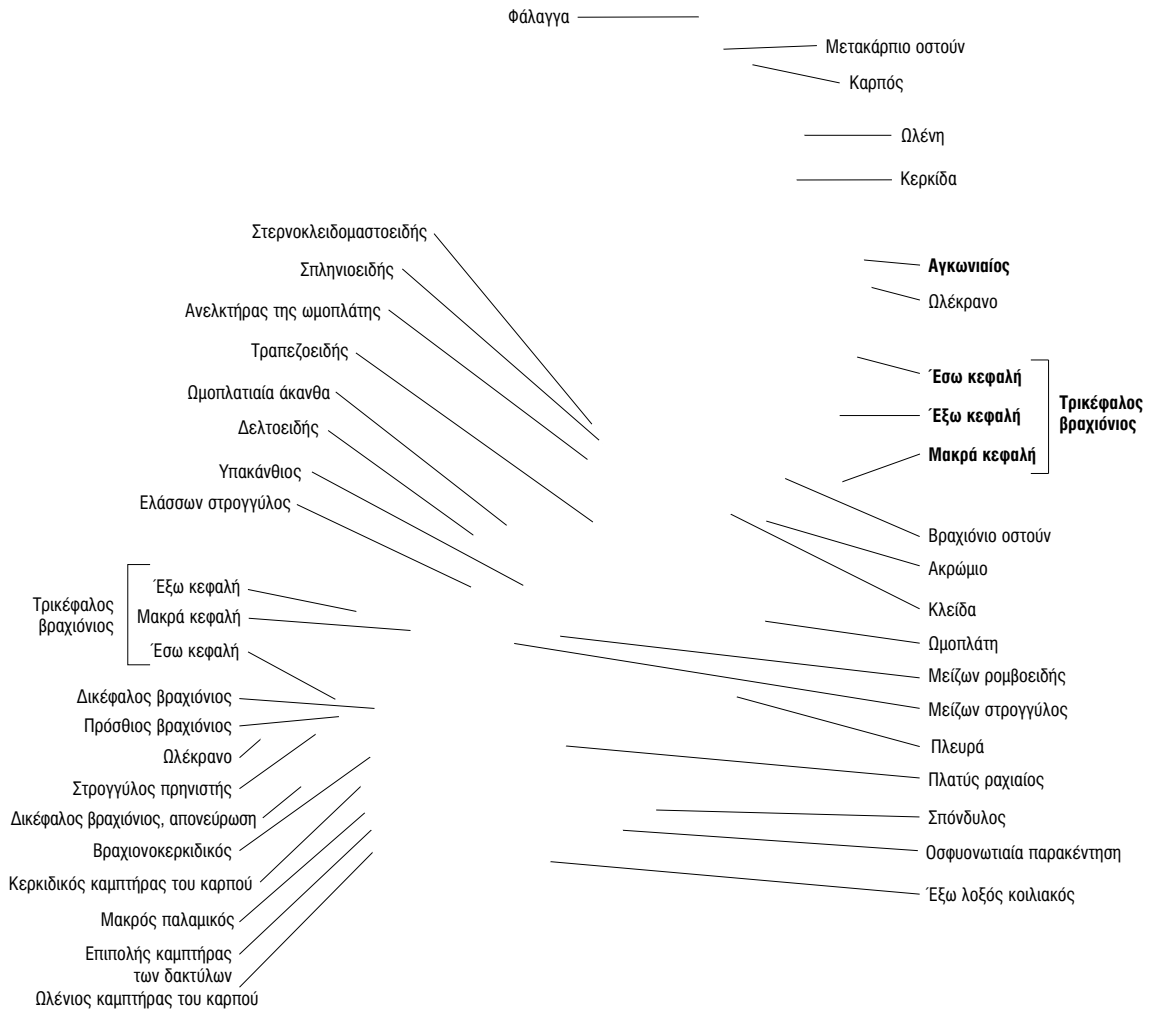 Φάλαγγα
Μετακάρπιο οστούν
Καρπός
Ωλένη
Κερκίδα
Στερνοκλειδομαστοειδής
Σπληνιοειδής
Ανελκτήρας της ωμοπλάτης
Τραπεζοειδής
Ωμοπλατιαία άκανθα
Δελτοειδής
Υπακάνθιος
Ελάσσων στρογγύλος
Αγκωνιαίος
Ωλέκρανο
Έσω κεφαλή
Έξω κεφαλή
Μακρά κεφαλή
Τρικέφαλος
βραχιόνιος
Βραχιόνιο οστούν
Ακρώμιο
Κλείδα
Ωμοπλάτη
Μείζων ρομβοειδής
Μείζων στρογγύλος
Πλευρά
Πλατύς ραχιαίος
Σπόνδυλος
Οσφυονωτιαία παρακέντηση
Έξω λοξός κοιλιακός
Τρικέφαλος
βραχιόνιος
Έξω κεφαλή
Μακρά κεφαλή
Έσω κεφαλή
Δικέφαλος βραχιόνιος
Πρόσθιος βραχιόνιος
Ωλέκρανο
Στρογγύλος πρηνιστής
Δικέφαλος βραχιόνιος, απονεύρωση
Βραχιονοκερκιδικός
Κερκιδικός καμπτήρας του καρπού
Μακρός παλαμικός
Επιπολής καμπτήρας
των δακτύλων
Ωλένιος καμπτήρας του καρπού